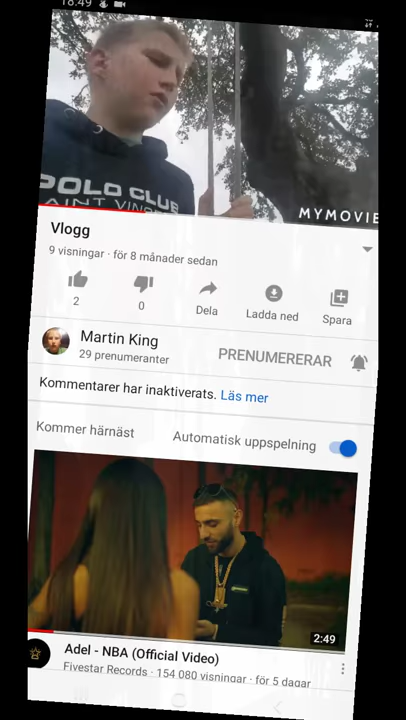 18:49
POLO CLUB
SAINT VINCENT
MYMOVIE
Vlogg
9 visningar · för 8 månader sedan
2
0
Dela
Ladda ned
Spara
Martin King
29 prenumeranter
PRENUMERERAR
Kommentarer har inaktiverats. Läs mer
Kommer härnäst
Automatisk uppspelning
2:49
Adel - NBA (Official Video)
Fivestar Records · 154 080 visningar · för 5 dagar